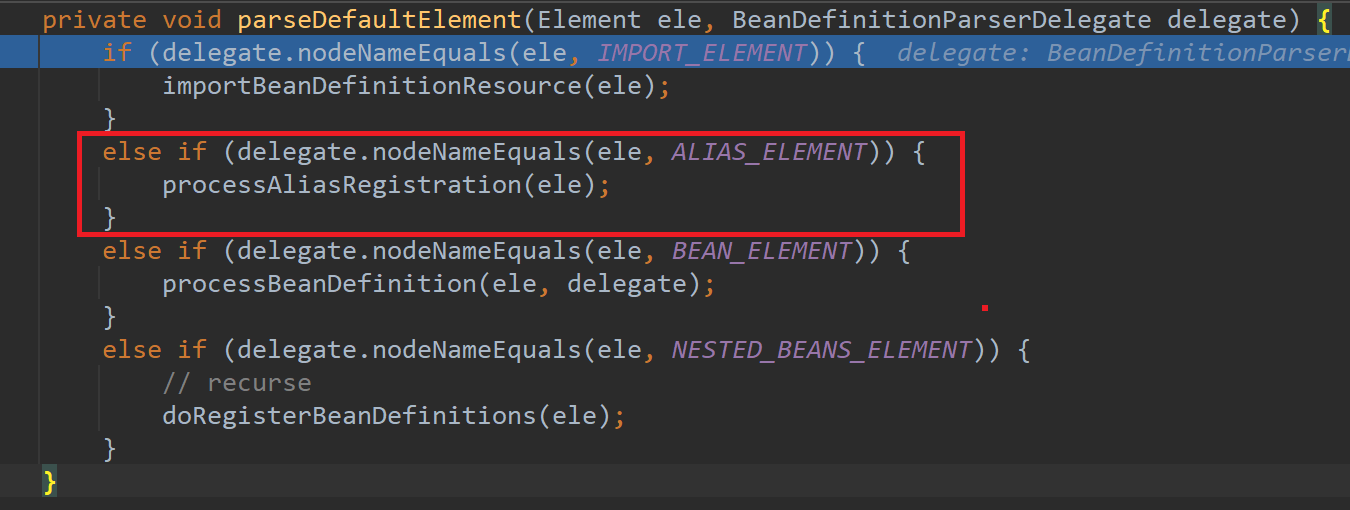 private void parseDefaultElement(Element ele, BeanDefinitionParserDelegate delegate) {
if (delegate.nodeNameEquals(ele, IMPORT_ELEMENT)) { delegate: BeanDefinitionParser
importBeanDefinitionResource(ele);
}
else if (delegate.nodeNameEquals(ele, ALIAS_ELEMENT)) {
processAliasRegistration(ele);
}
else if (delegate.nodeNameEquals(ele, BEAN_ELEMENT)) {
processBeanDefinition(ele, delegate);
}
else if (delegate.nodeNameEquals(ele, NESTED_BEANS_ELEMENT)) {
// recurse
doRegisterBeanDefinitions(ele);
}
}